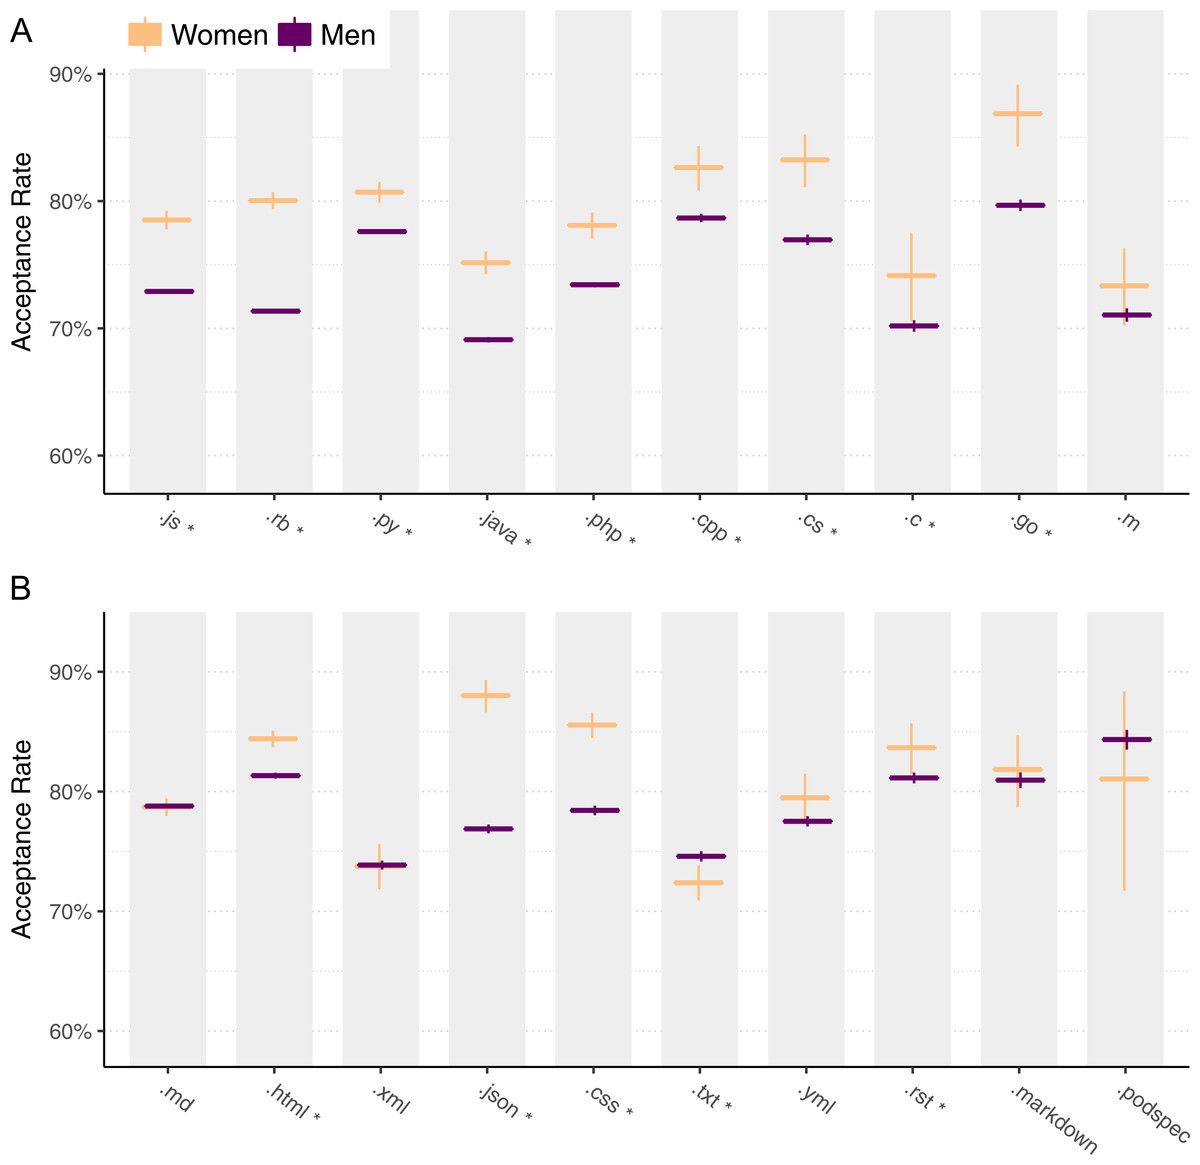 A
Women Men
90%
80%
70%
60%
Acceptance Rate
.js * .rb * .py * .java * .php * .cpp * .cs * .c * .go * .m
B
90%
80%
70%
60%
Acceptance Rate
.md .html * .xml .json * .css * .txt * .yml .rst * .markdown .podspec